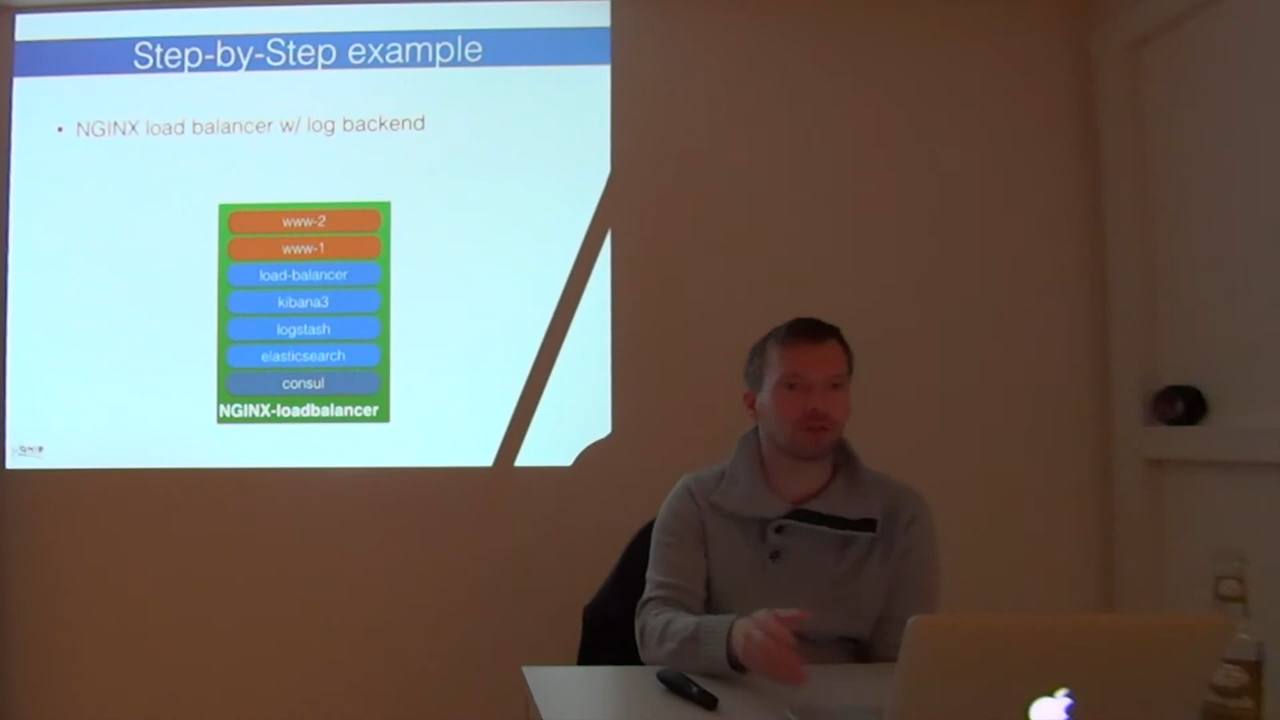 Step-by-Step example
• NGINX load balancer w/ log backend
www-2
www-1
load-balancer
kibana3
logstash
elasticsearch
consul
NGINX-loadbalancer